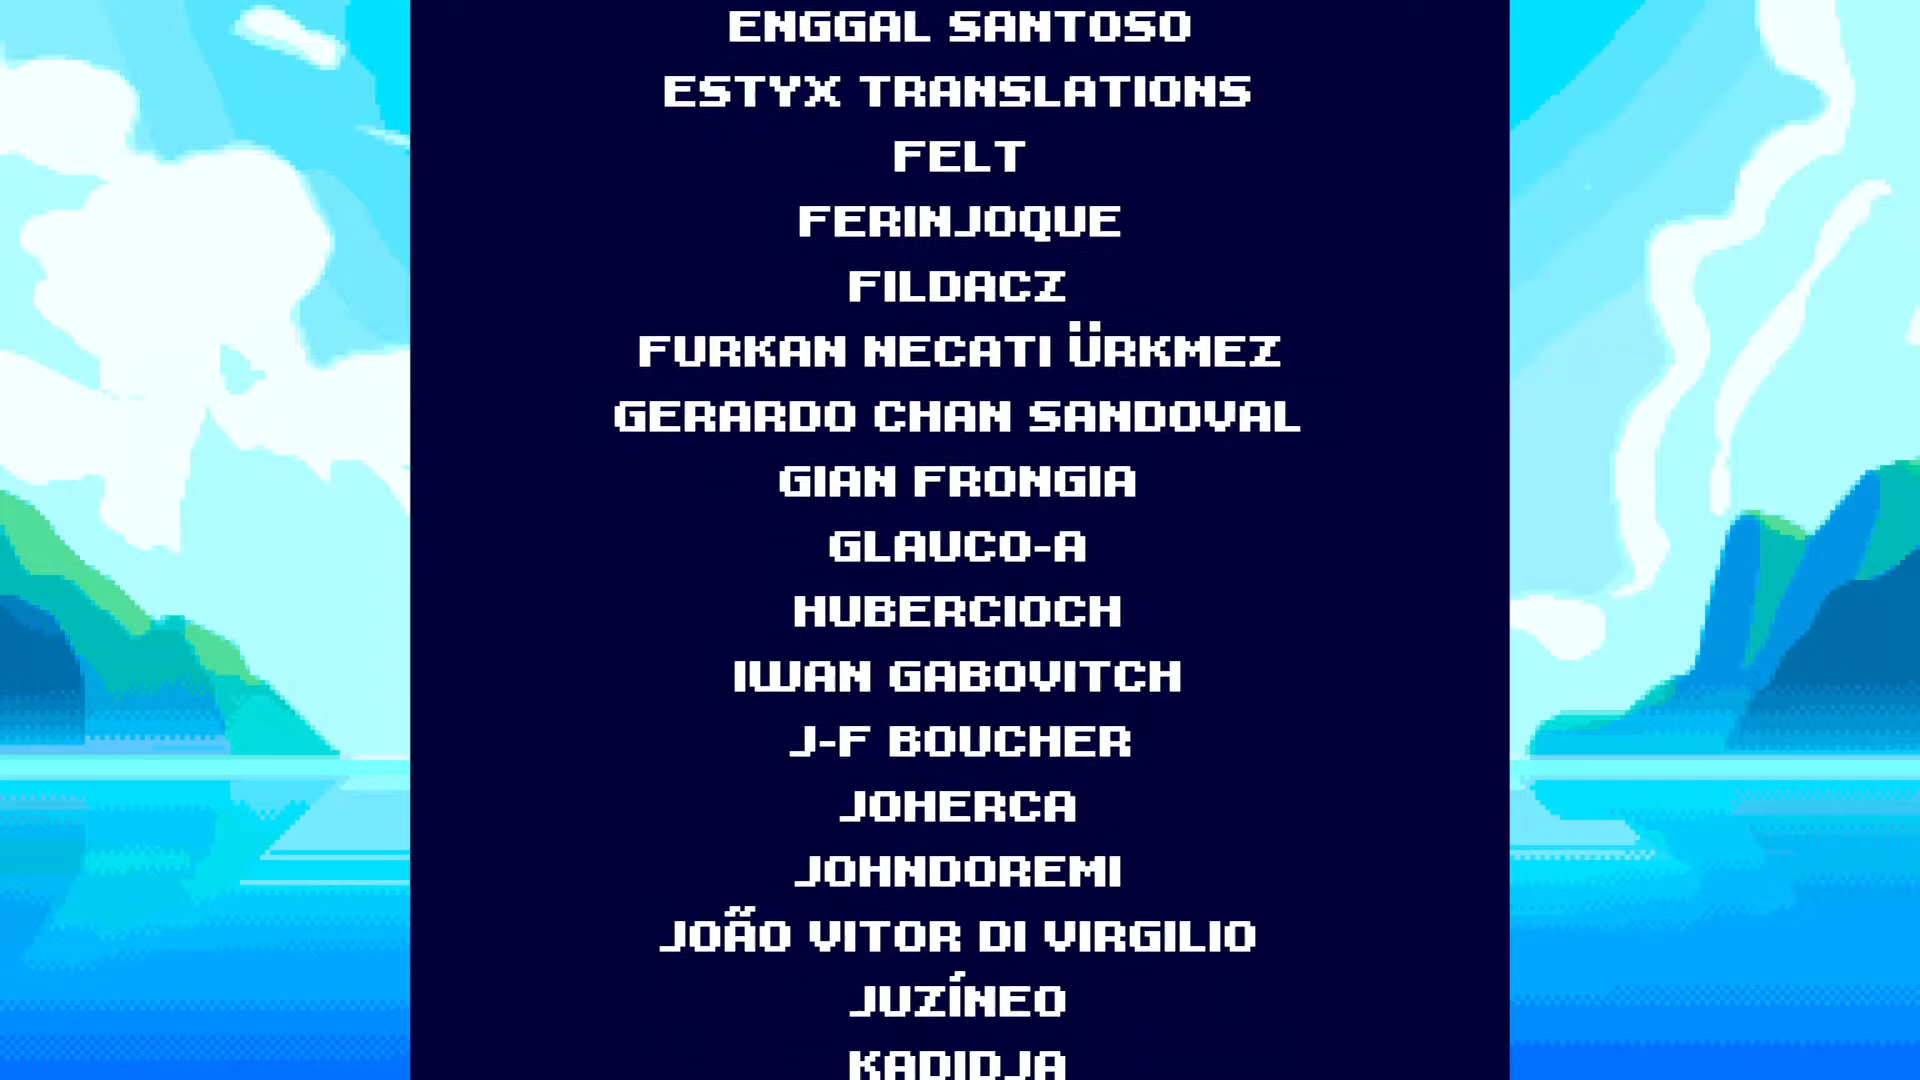 ENGGAL SANTOSO
ESTYX TRANSLATIONS
FELT
FERINJOQUE
FILDACZ
FURKAN NECATI ÜRKMEZ
GERARDO CHAN SANDOVAL
GIAN FRONGIA
GLAUCO-A
HUBERCIOCH
IWAN GABOVITCH
J-F BOUCHER
JOHERCA
JOHNDOREMI
JOÃO VITOR DI VIRGILIO
JUZÍNEO
KADIDJA